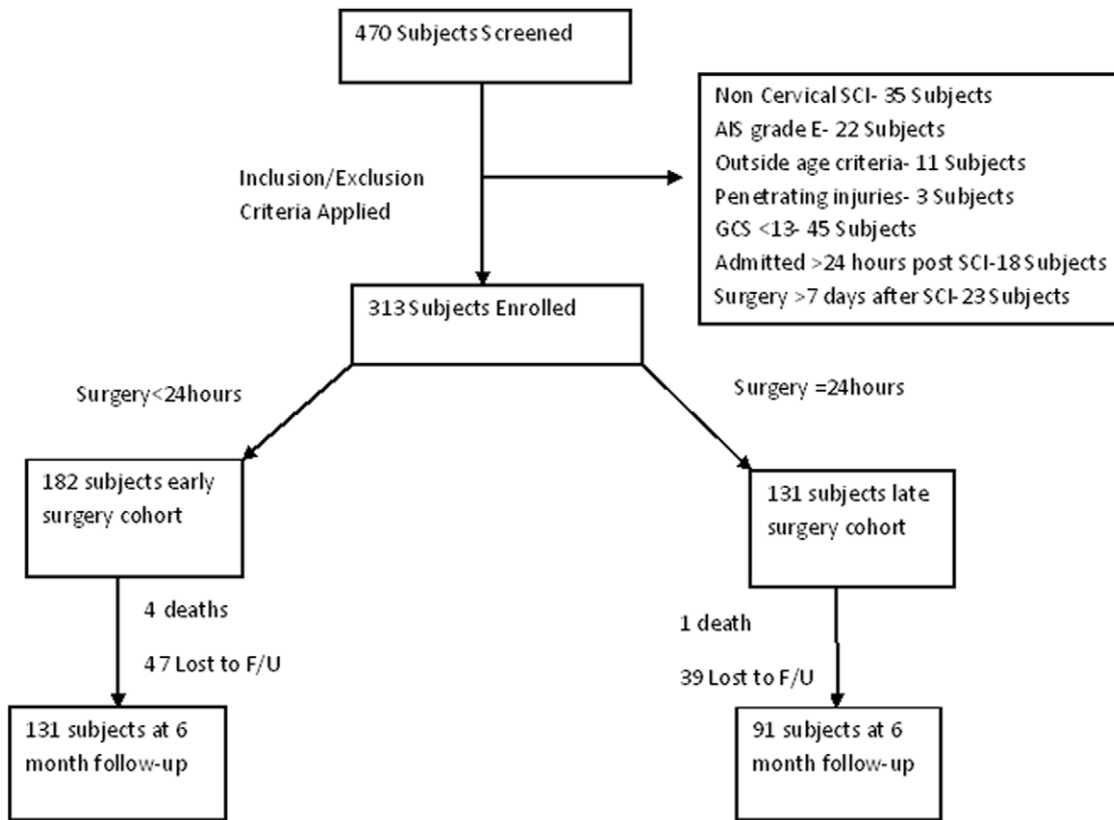 470 Subjects Screened
Non Cervical SCI- 35 Subjects
AIS grade E- 22 Subjects
Outside age criteria- 11 Subjects
Penetrating injuries- 3 Subjects
GCS <13- 45 Subjects
Admitted >24 hours post SCI-18 Subjects
Surgery >7 days after SCI-23 Subjects
Inclusion/Exclusion
Criteria Applied
313 Subjects Enrolled
Surgery<24hours
Surgery =24hours
182 subjects early
surgery cohort
131 subjects late
surgery cohort
4 deaths
47 Lost to F/U
1 death
39 Lost to F/U
131 subjects at 6
month follow-up
91 subjects at 6
month follow-up